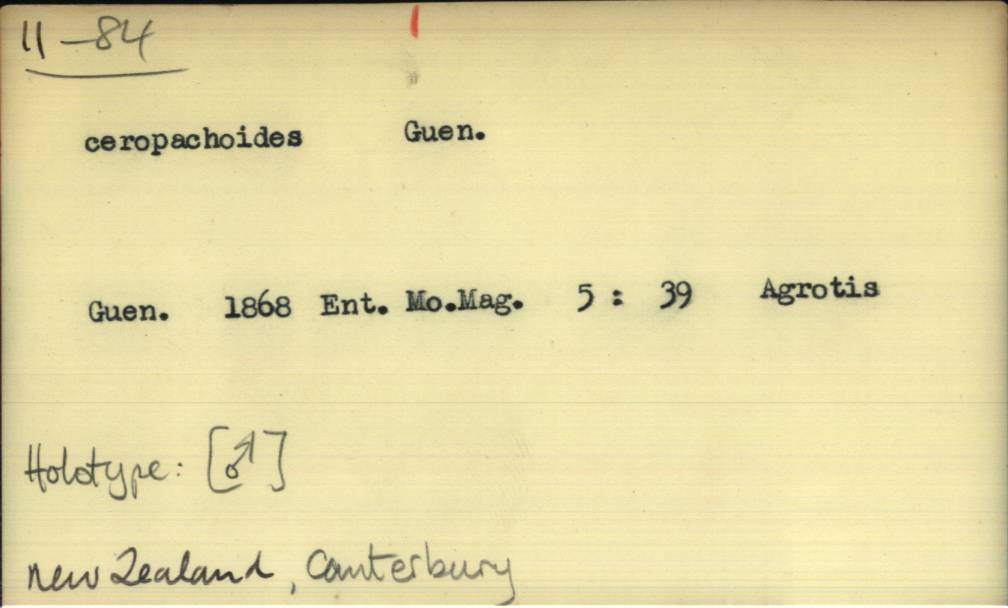 11-84
ceropachoides Guen.
Guen. 1868 Ent. Mo.Mag. 5 : 39 Agrotis
Holotype: [♂]
New Zealand, Canterbury